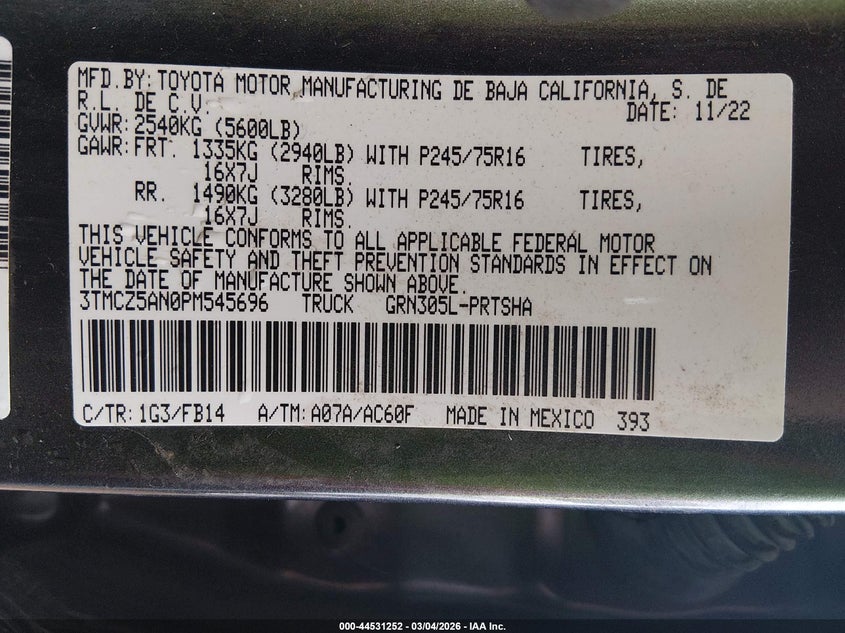 MFD.BY: TOYOTA MOTOR MANUFACTURING DE BAJA CALIFORNIA, S. DE
R.L. DE C.V. DATE: 11/22
GVWR: 2540KG (5600LB)
GAWR: FRT. 1335KG (2940LB) WITH P245/75R16 TIRES,
16X7J RIMS.
RR. 1490KG (3280LB) WITH P245/75R16 TIRES,
16X7J RIMS.
THIS VEHICLE CONFORMS TO ALL APPLICABLE FEDERAL MOTOR
VEHICLE SAFETY AND THEFT PREVENTION STANDARDS IN EFFECT ON
THE DATE OF MANUFACTURE SHOWN ABOVE.
3TMCZ5AN0PM545696 TRUCK GRN305L-PRTSHA
C/TR: 1G3/FB14 A/TM: A07A/AC60F MADE IN MEXICO 393
000-44531252 - 03/04/2026 - IAA Inc.